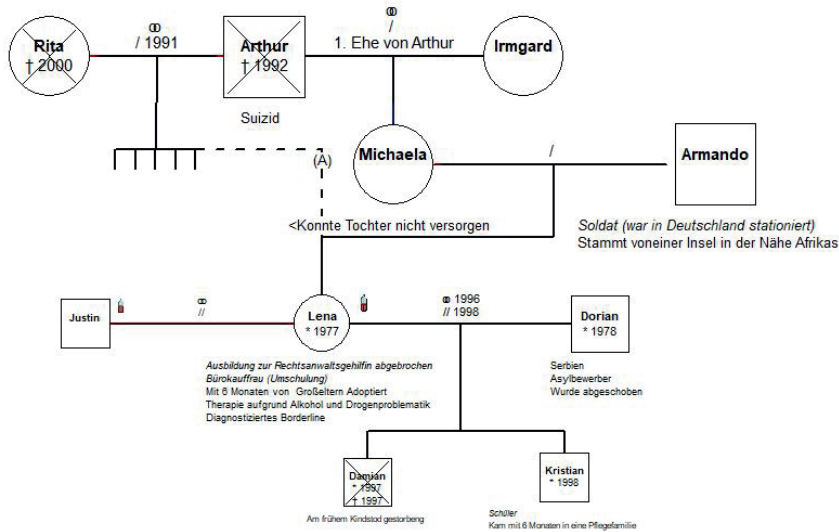 Rita
† 2000
ꝏ
/ 1991
Arthur
† 1992
Suizid
ꝏ
/
1. Ehe von Arthur
Irmgard
(A)
Michaela
/
Armando
Soldat (war in Deutschland stationiert)
Stammt voneiner Insel in der Nähe Afrikas
<Konnte Tochter nicht versorgen
Justin
ꝏ
//
Lena
* 1977
ꝏ 1996
// 1998
Dorian
* 1978
Ausbildung zur Rechtsanwaltsgehilfin abgebrochen
Bürokauffrau (Umschulung)
Mit 6 Monaten von Großeltern Adoptiert
Therapie aufgrund Alkohol und Drogenproblematik
Diagnostiziertes Borderline
Serbien
Asylbewerber
Wurde abgeschoben
Damian
* 1997
† 1997
Am frühem Kindstod gestorbeng
Kristian
* 1998
Schüler
Kam mit 6 Monaten in eine Pflegefamilie